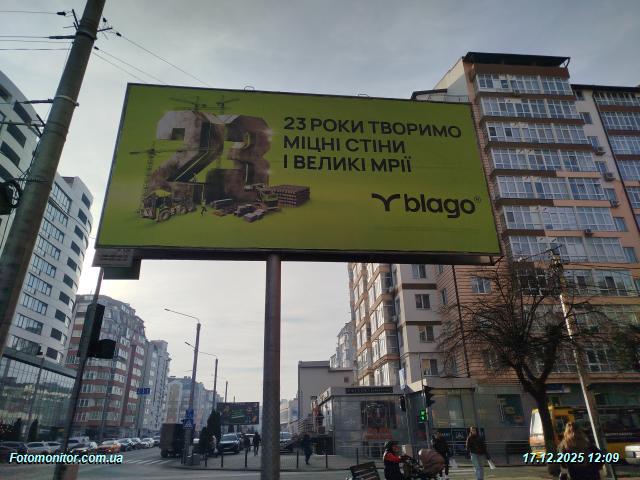 23
23 РОКИ ТВОРИМО
МІЦНІ СТІНИ
І ВЕЛИКІ МРІЇ
blago®
Fotomonitor.com.ua
17.12.2025 12:09